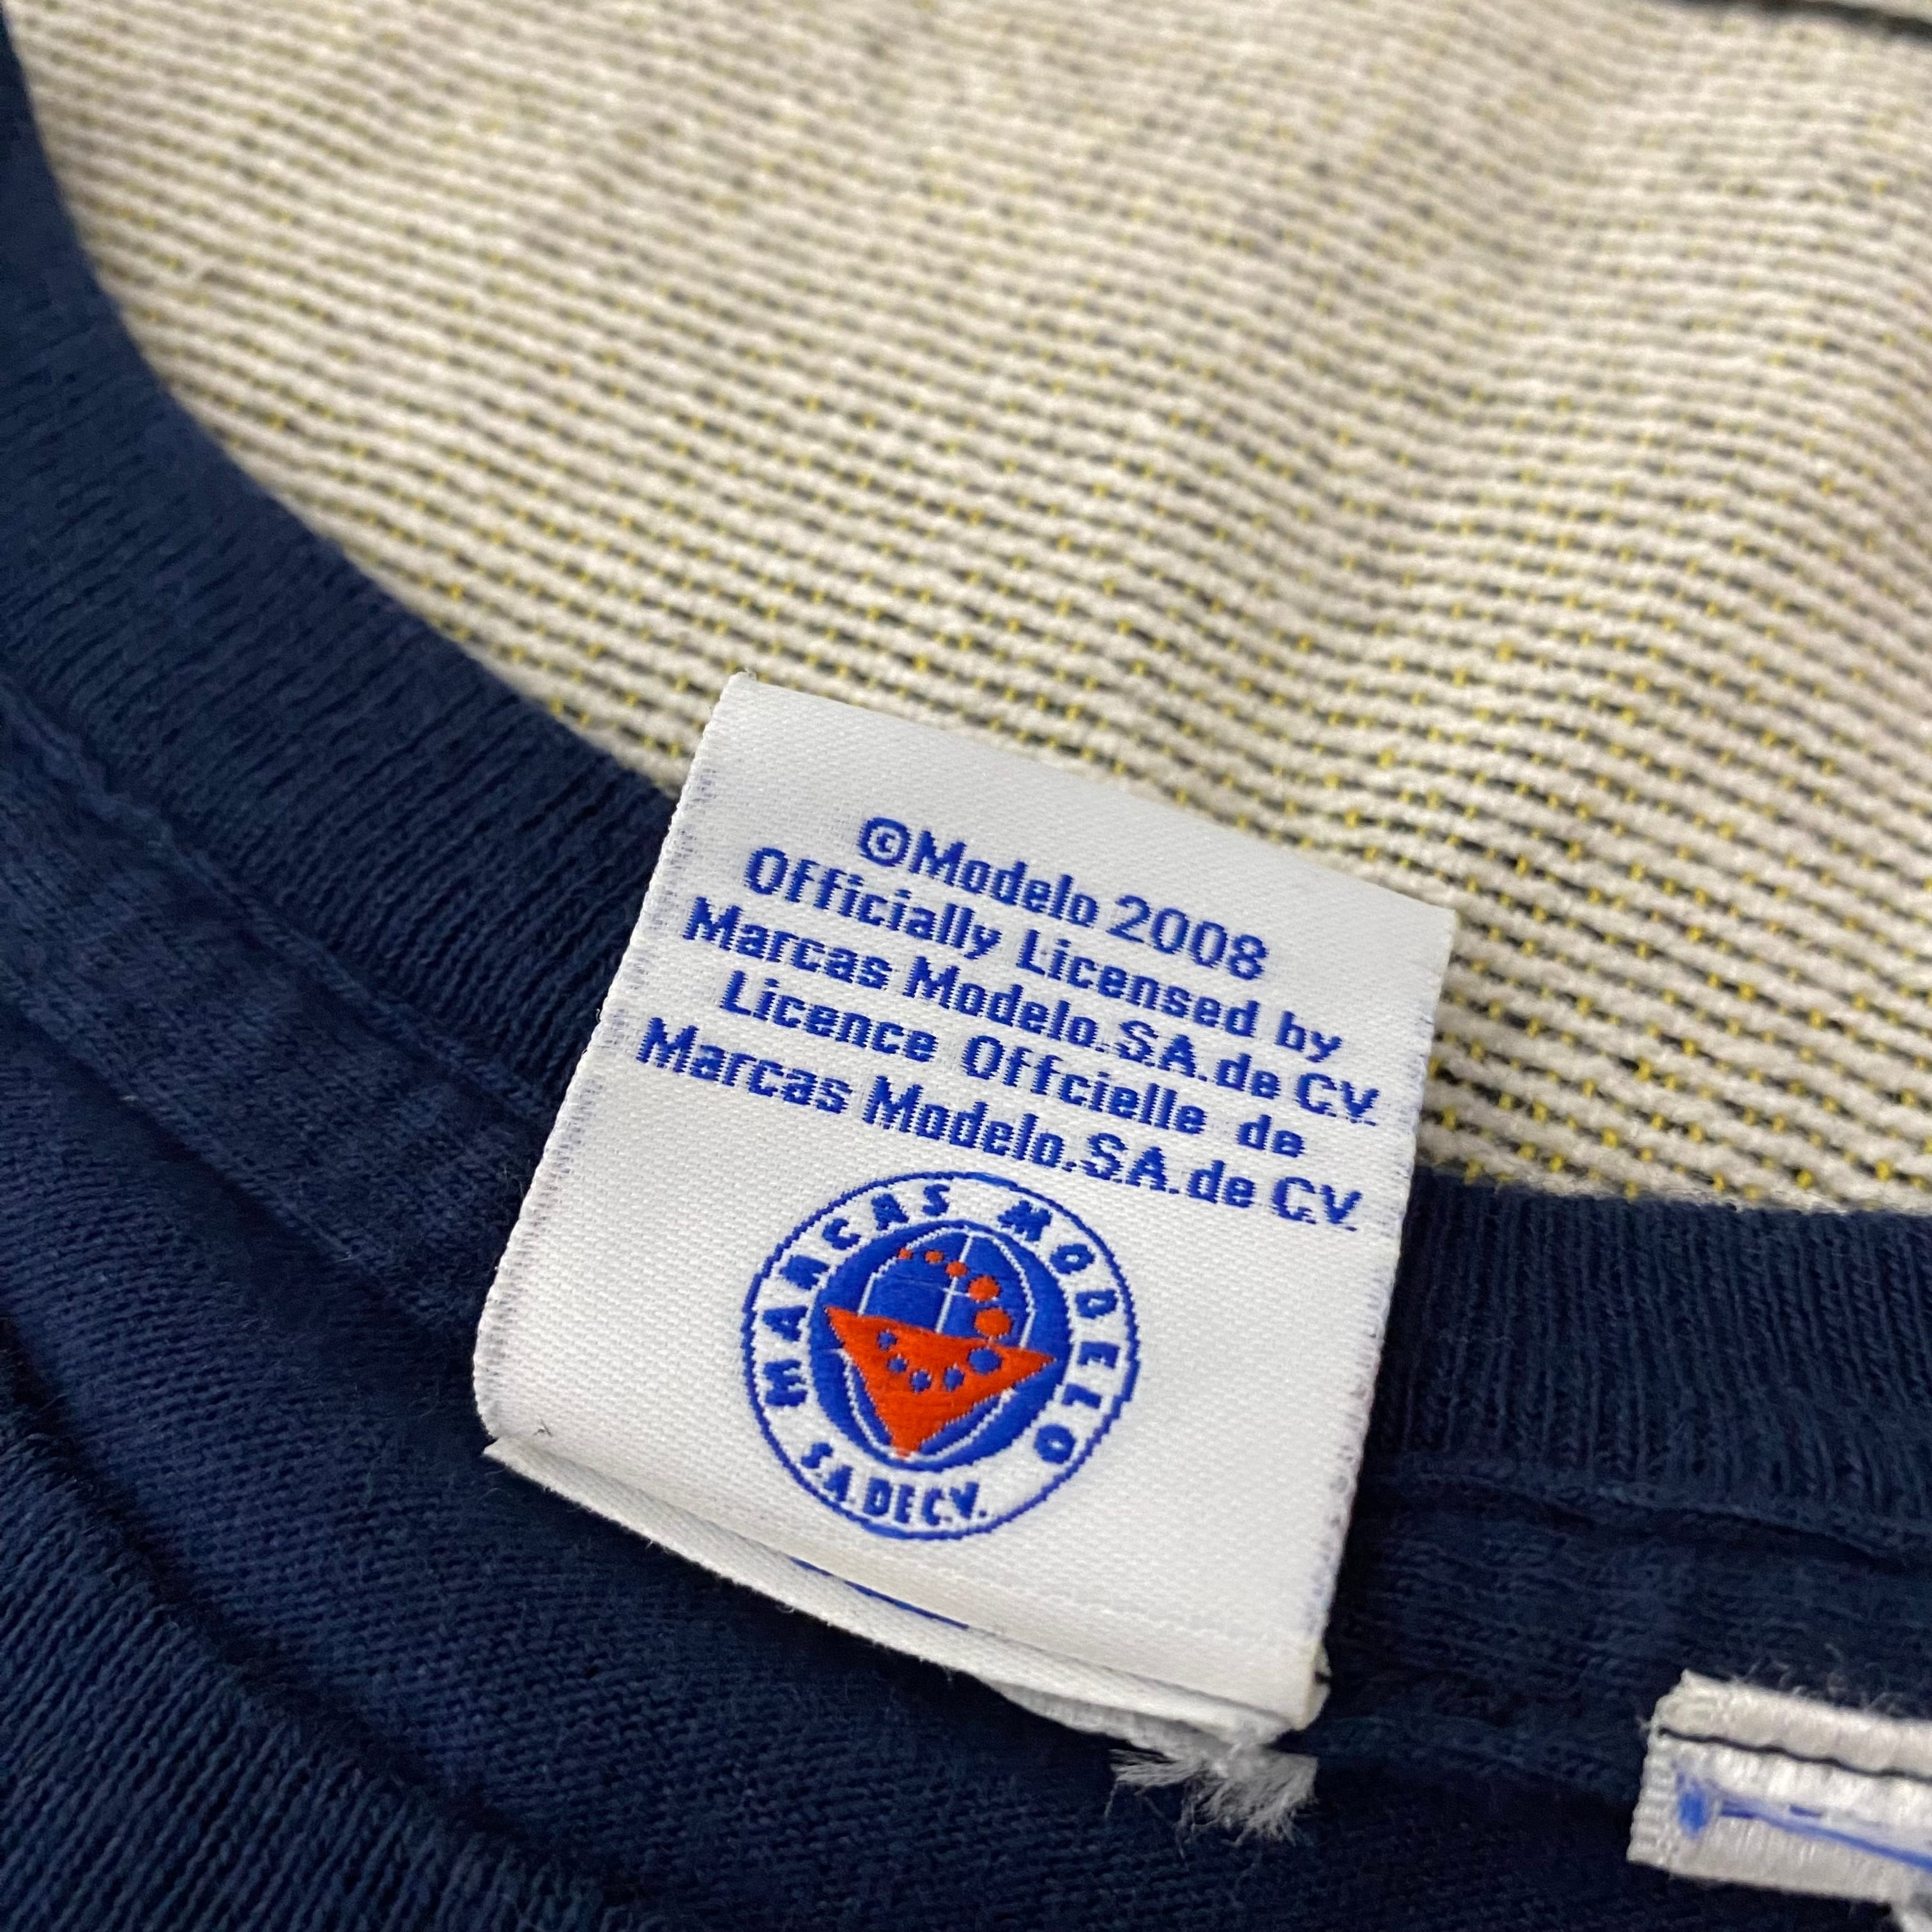 ©Modelo 2008
Officially Licensed by
Marcas Modelo.S.A.de C.V.
Licence Offcielle de
Marcas Modelo.S.A.de C.V.
MARCAS MODELO
S.A.DE C.V.